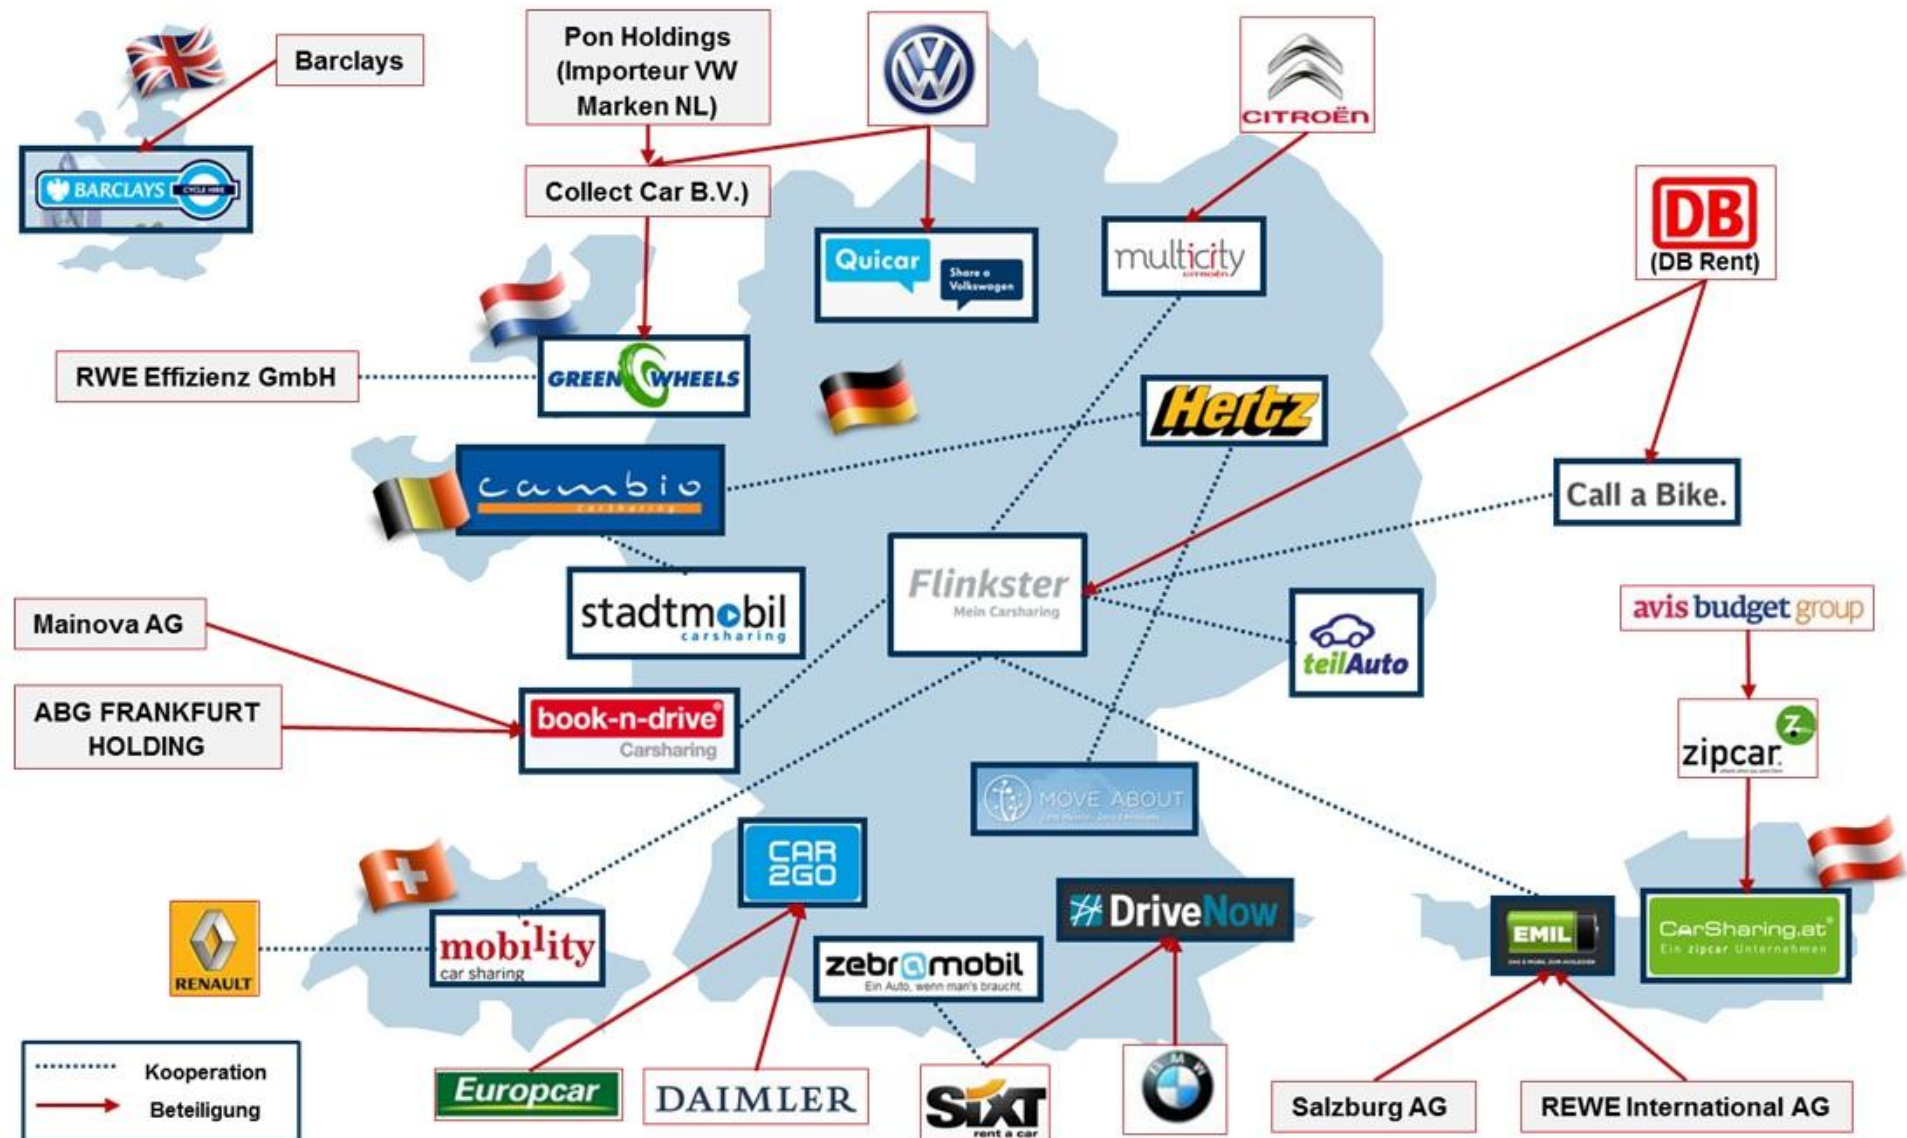 Barclays
BARCLAYS CYCLE HIRE
Pon Holdings
(Importeur VW
Marken NL)
CITROËN
Collect Car B.V.)
Quicar
Share a
Volkswagen
multicity
CITROËN
DB
(DB Rent)
RWE Effizienz GmbH
GREENWHEELS
Hertz
cambio
CarSharing
Call a Bike.
stadtmobil
carsharing
Flinkster
Mein Carsharing
teilAuto
avis budget group
Mainova AG
ABG FRANKFURT
HOLDING
book-n-drive®
Carsharing
zipcar.
MOVE ABOUT
CAR
2GO
RENAULT
mobility
car sharing
DriveNow
zebramobil
Ein Auto, wenn man's braucht.
EMIL
CarSharing.at®
Ein zipcar Unternehmen
Kooperation
Beteiligung
Europcar
DAIMLER
SIXT
rent a car
BMW
Salzburg AG
REWE International AG